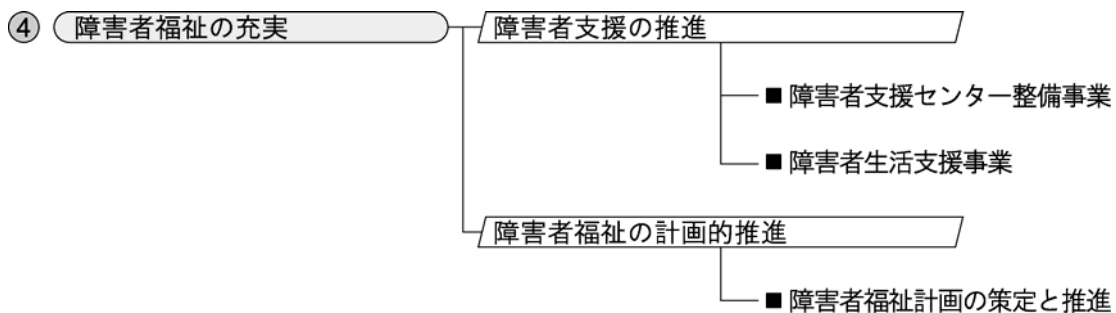 ④ 障害者福祉の充実
障害者支援の推進
■ 障害者支援センター整備事業
■ 障害者生活支援事業
障害者福祉の計画的推進
■ 障害者福祉計画の策定と推進